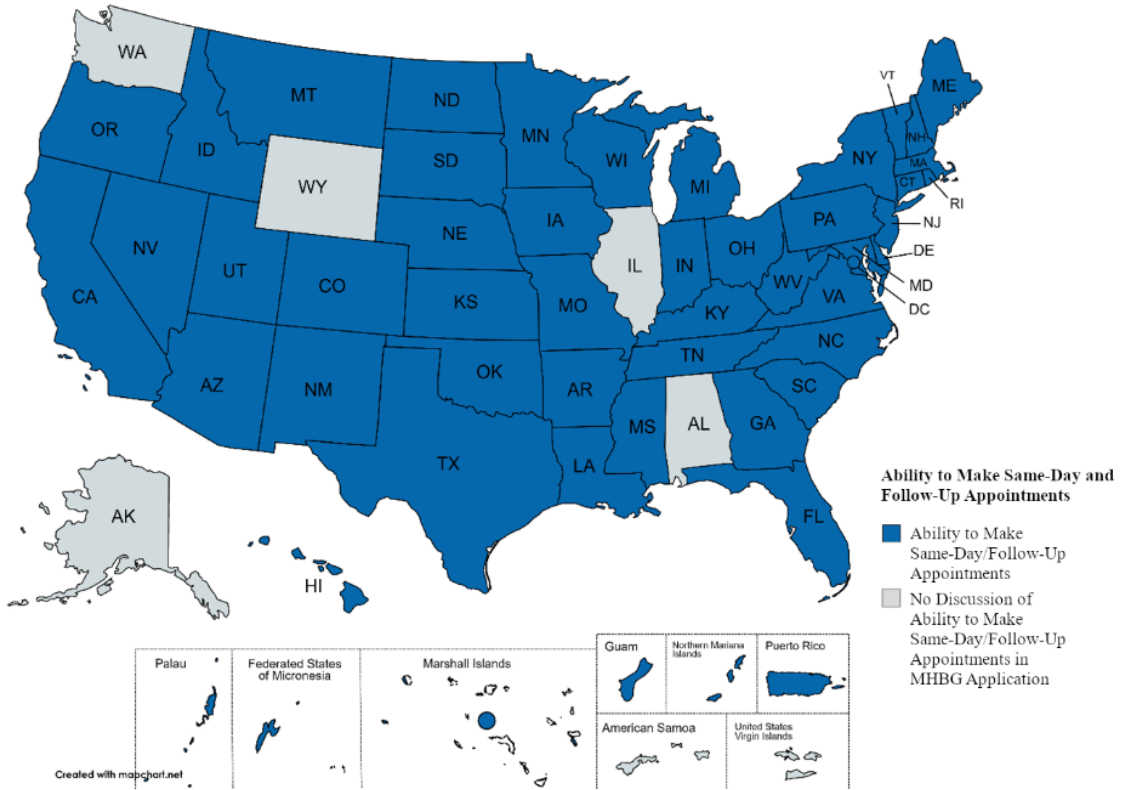 WA
MT
ND
MN
VT
ME
OR
ID
SD
WI
NY
NH
MA
WY
MI
CT
RI
IA
NE
PA
NJ
NV
OH
DE
UT
IL
IN
CA
CO
WV
MD
KS
MO
VA
DC
KY
NC
TN
AZ
OK
NM
AR
SC
MS
AL
GA
TX
LA
Ability to Make Same-Day and
Follow-Up Appointments
AK
FL
Ability to Make
Same-Day/Follow-Up
Appointments
HI
No Discussion of
Ability to Make
Same-Day/Follow-Up
Appointments in
MHBG Application
Palau
Federated States
of Micronesia
Marshall Islands
Guam
Northern Mariana
Islands
Puerto Rico
American Samoa
United States
Virgin Islands
Created with mapchart.net